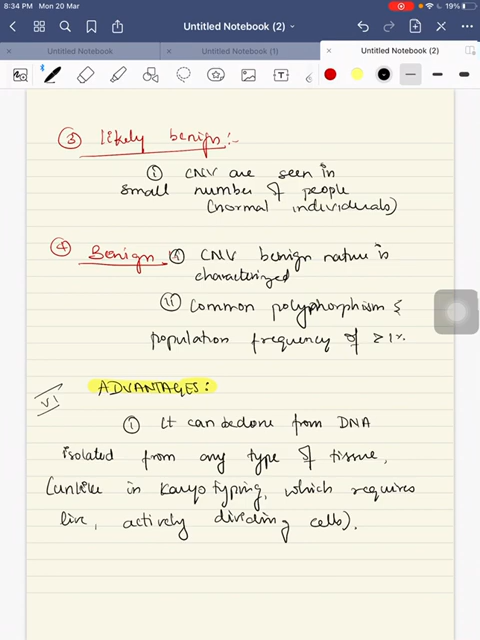 8:34 PM Mon 20 Mar
19%
Untitled Notebook (2)
Untitled Notebook
Untitled Notebook (1)
Untitled Notebook (2)
③ likely benign:-
① CNV are seen in
small number of people
(normal individuals)
④ Benign ① CNV benign nature is
characterized
② Common polyphorphism &
population frequency of >1%
VI ADVANTAGES:
① It can be done from DNA
isolated from any type of tissue,
(unlike in Karyotyping, which requires
live, actively dividing cells).